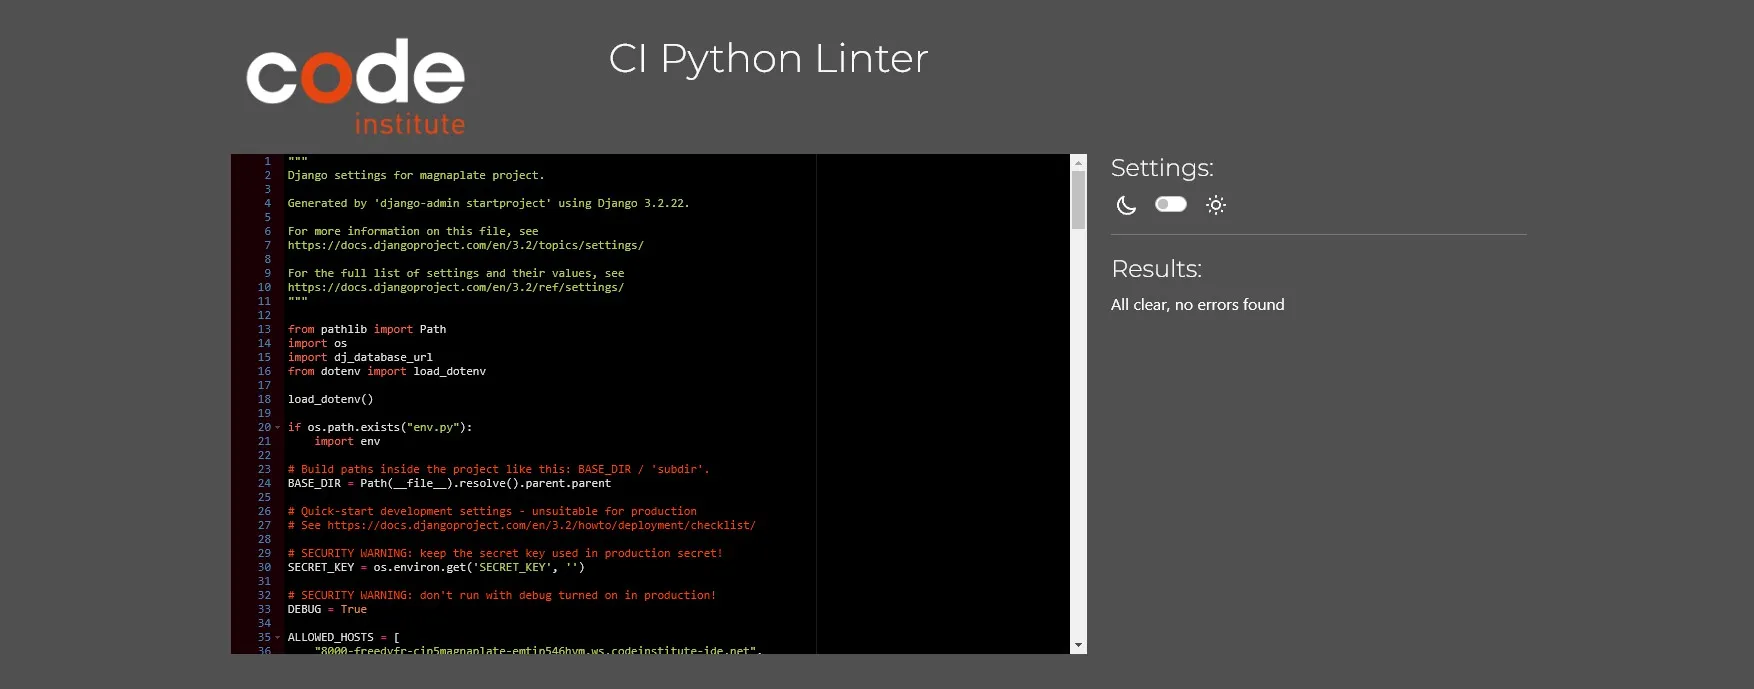 code
institute
CI Python Linter
1 """
2 Django settings for magnaplate project.
3
4 Generated by 'django-admin startproject' using Django 3.2.22.
5
6 For more information on this file, see
7 https://docs.djangoproject.com/en/3.2/topics/settings/
8
9 For the full list of settings and their values, see
10 https://docs.djangoproject.com/en/3.2/ref/settings/
11 """
12
13 from pathlib import Path
14 import os
15 import dj_database_url
16 from dotenv import load_dotenv
17
18 load_dotenv()
19
20 if os.path.exists("env.py"):
21     import env
22
23 # Build paths inside the project like this: BASE_DIR / 'subdir'.
24 BASE_DIR = Path(__file__).resolve().parent.parent
25
26 # Quick-start development settings - unsuitable for production
27 # See https://docs.djangoproject.com/en/3.2/howto/deployment/checklist/
28
29 # SECURITY WARNING: keep the secret key used in production secret!
30 SECRET_KEY = os.environ.get('SECRET_KEY', '')
31
32 # SECURITY WARNING: don't run with debug turned on in production!
33 DEBUG = True
34
35 ALLOWED_HOSTS = [
36
Settings:
Results:
All clear, no errors found